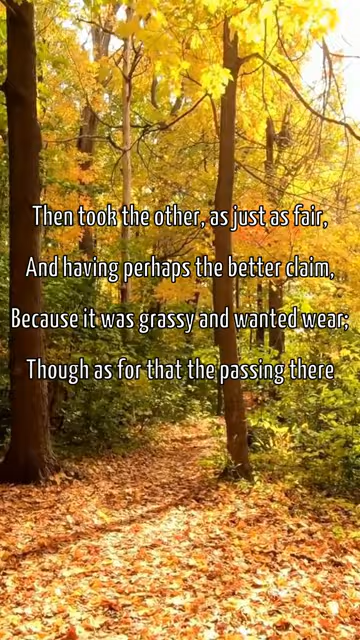 Then took the other, as just as fair,
And having perhaps the better claim,
Because it was grassy and wanted wear;
Though as for that the passing there